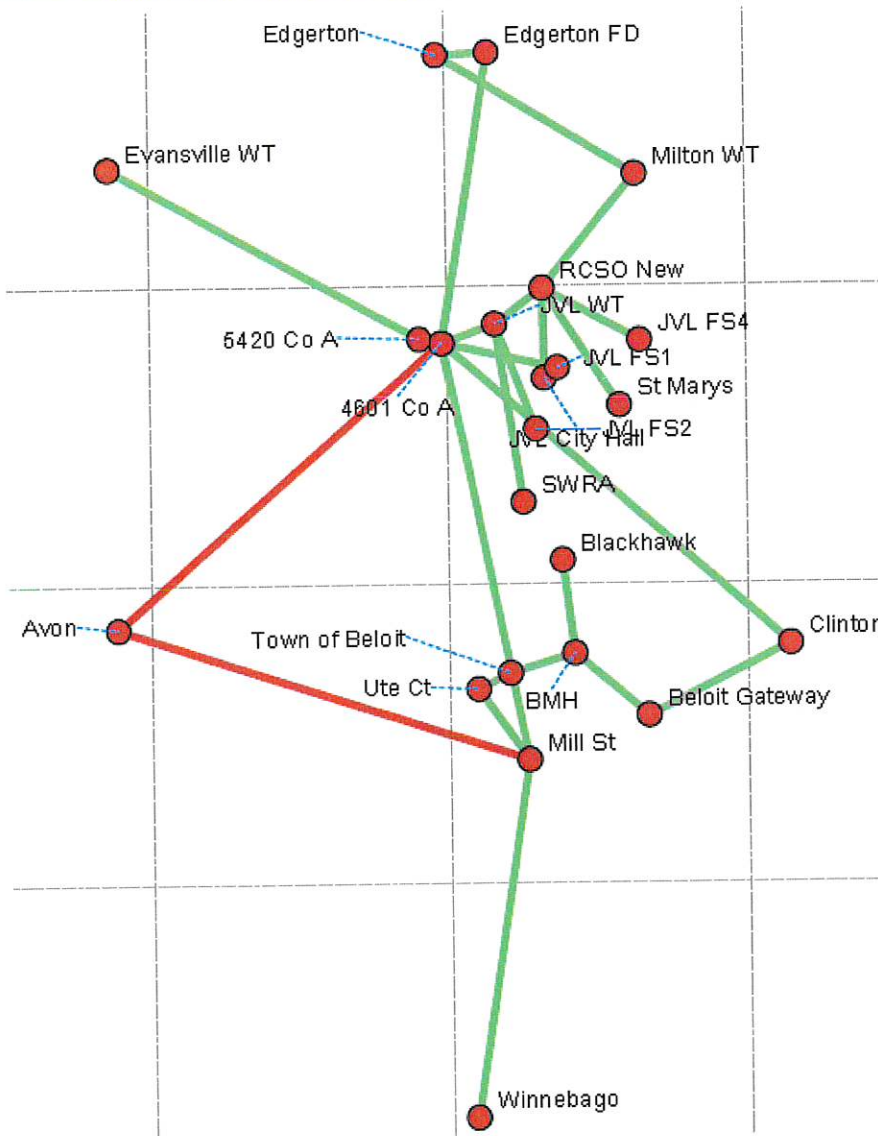 Edgerton
Edgerton FD
Evansville WT
Milton WT
RCSO New
JVL WT
5420 Co A
JVL FS4
JVL FS1
St Marys
4601 Co A
JVL FS2
JVL City Hall
SWRA
Blackhawk
Avon
Town of Beloit
Clinton
Ute Ct
BMH
Beloit Gateway
Mill St
Winnebago